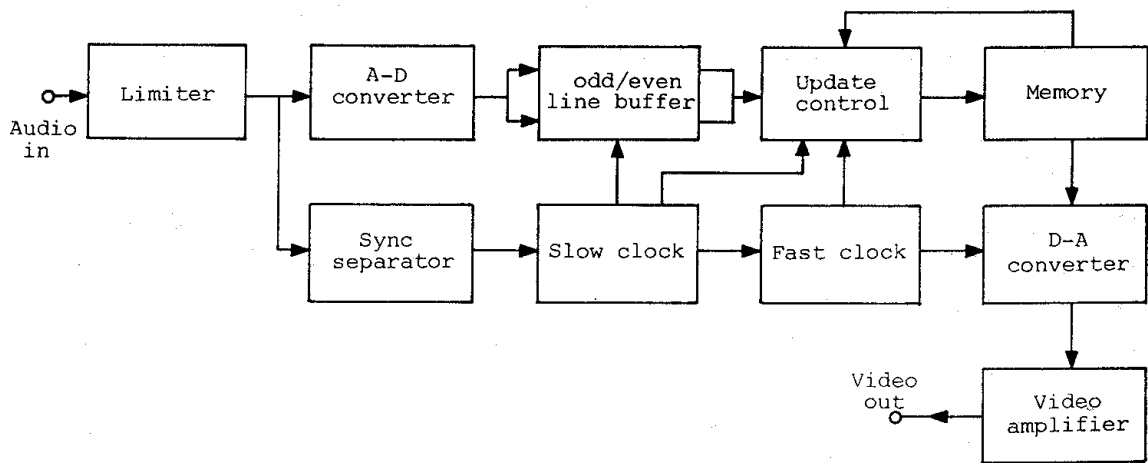 Audio
in
Limiter
A-D
converter
odd/even
line buffer
Update
control
Memory
Sync
separator
Slow clock
Fast clock
D-A
converter
Video
out
Video
amplifier